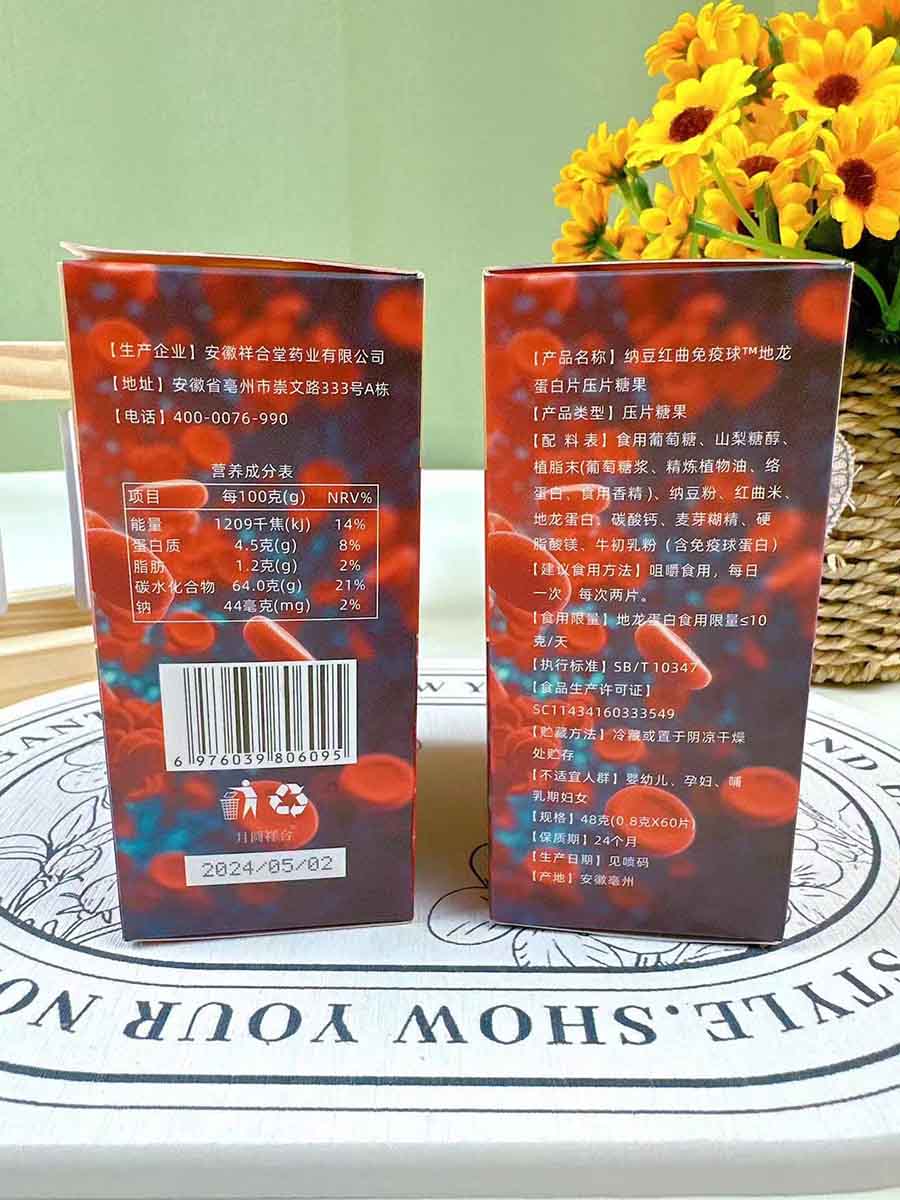 【生产企业】安徽祥合堂药业有限公司
【地址】安徽省亳州市崇文路333号A栋
【电话】400-0076-990
营养成分表
项目 每100克(g) NRV%
能量 1209千焦(kj) 14%
蛋白质 4.5克(g) 8%
脂肪 1.2克(g) 2%
碳水化合物 64.0克(g) 21%
钠 44毫克(mg) 2%
6 976039 806095
2024/05/02
【产品名称】纳豆红曲免疫球™地龙
蛋白片压片糖果
【产品类型】压片糖果
【配 料 表】食用葡萄糖、山梨糖醇、
植脂末(葡萄糖浆、精炼植物油、络
蛋白、食用香精)、纳豆粉、红曲米、
地龙蛋白、碳酸钙、麦芽糊精、硬
脂酸镁、牛初乳粉（含免疫球蛋白）
【建议食用方法】咀嚼食用，每日
一次 每次两片。
【食用限量】地龙蛋白食用限量≤10
克/天
【执行标准】SB/T 10347
【食品生产许可证】
SC11434160333549
【贮藏方法】冷藏或置于阴凉干燥
处贮存
【不适宜人群】婴幼儿、孕妇、哺
乳期妇女
【规格】48克(0.8克X60片)
【保质期】24个月
【生产日期】见喷码
【产地】安徽亳州
STYLE.SHOW YOUR NO